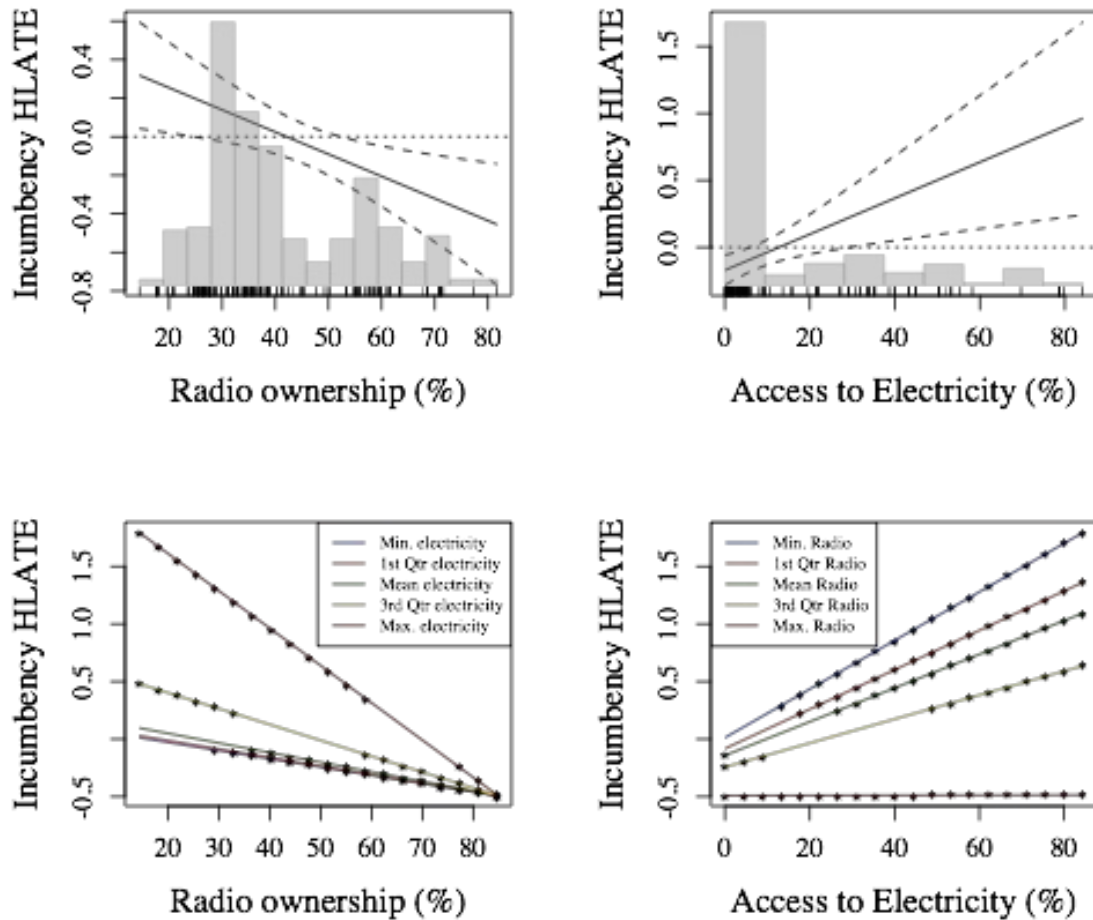 Incumbency HLATE
0.4
0.0
-0.4
-0.8
20 30 40 50 60 70 80
Radio ownership (%)
Incumbency HLATE
1.5
1.0
0.5
0.0
0 20 40 60 80
Access to Electricity (%)
Incumbency HLATE
1.5
1.0
0.5
-0.5
Min. electricity
1st Qtr electricity
Mean electricity
3rd Qtr electricity
Max. electricity
20 30 40 50 60 70 80
Radio ownership (%)
Incumbency HLATE
1.5
1.0
0.5
-0.5
Min. Radio
1st Qtr Radio
Mean Radio
3rd Qtr Radio
Max. Radio
0 20 40 60 80
Access to Electricity (%)